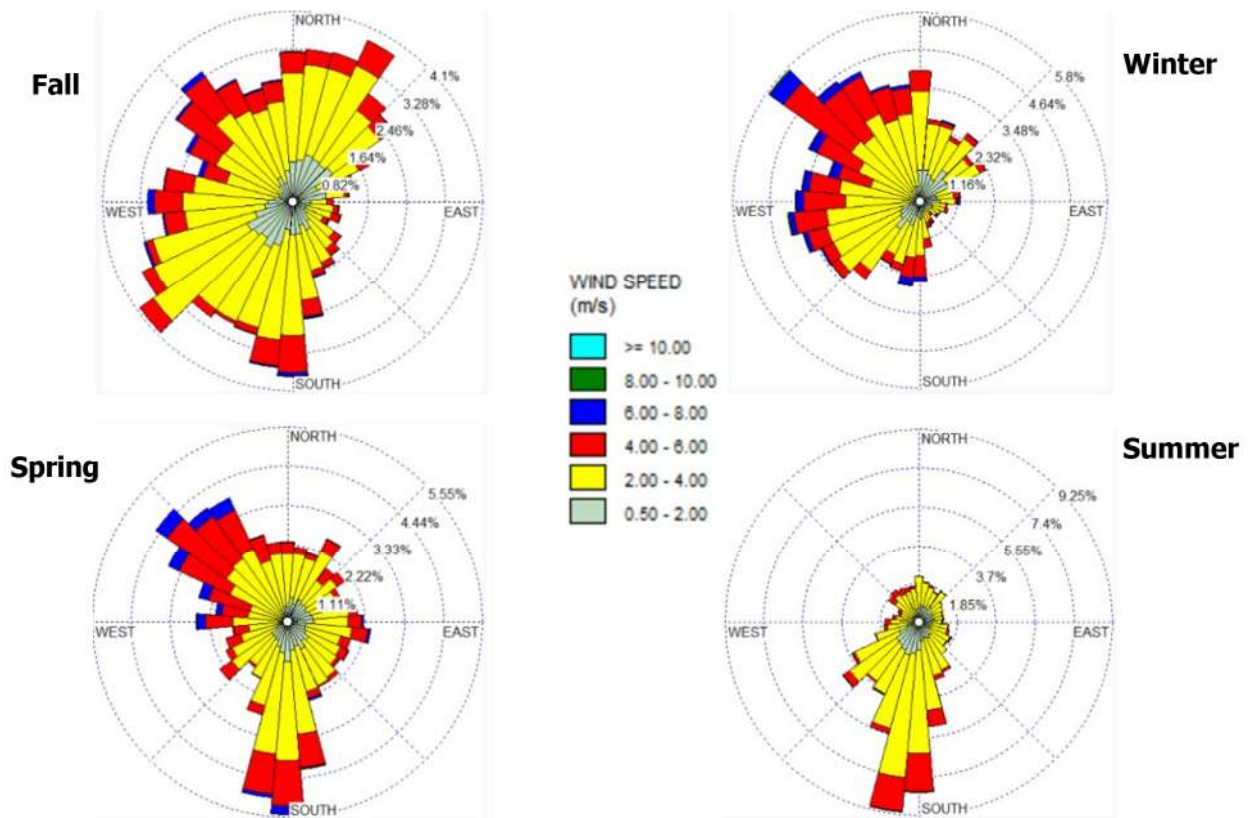 Fall
NORTH
4.1%
3.28%
2.46%
1.64%
0.82%
WEST
EAST
SOUTH
Winter
NORTH
5.8%
4.64%
3.48%
2.32%
1.16%
WEST
EAST
SOUTH
WIND SPEED
(m/s)
>= 10.00
8.00 - 10.00
6.00 - 8.00
4.00 - 6.00
2.00 - 4.00
0.50 - 2.00
Spring
NORTH
5.55%
4.44%
3.33%
2.22%
1.11%
WEST
EAST
SOUTH
Summer
NORTH
9.25%
7.4%
5.55%
3.7%
1.85%
WEST
EAST
SOUTH